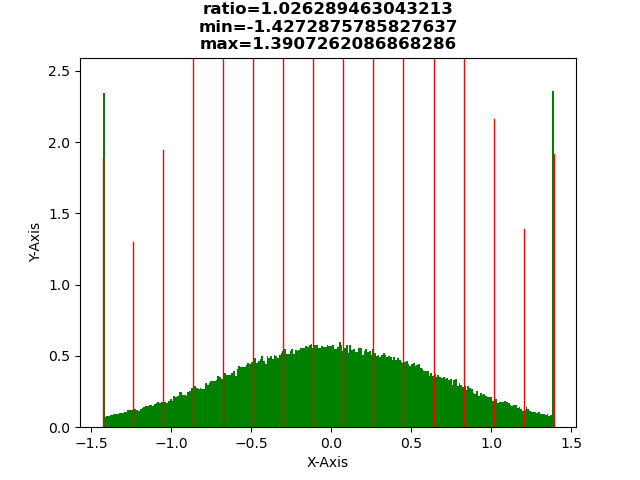 ratio=1.026289463043213
min=-1.4272875785827637
max=1.3907262086868286
2.5
2.0
1.5
1.0
0.5
0.0
Y-Axis
−1.5 −1.0 −0.5 0.0 0.5 1.0 1.5
X-Axis